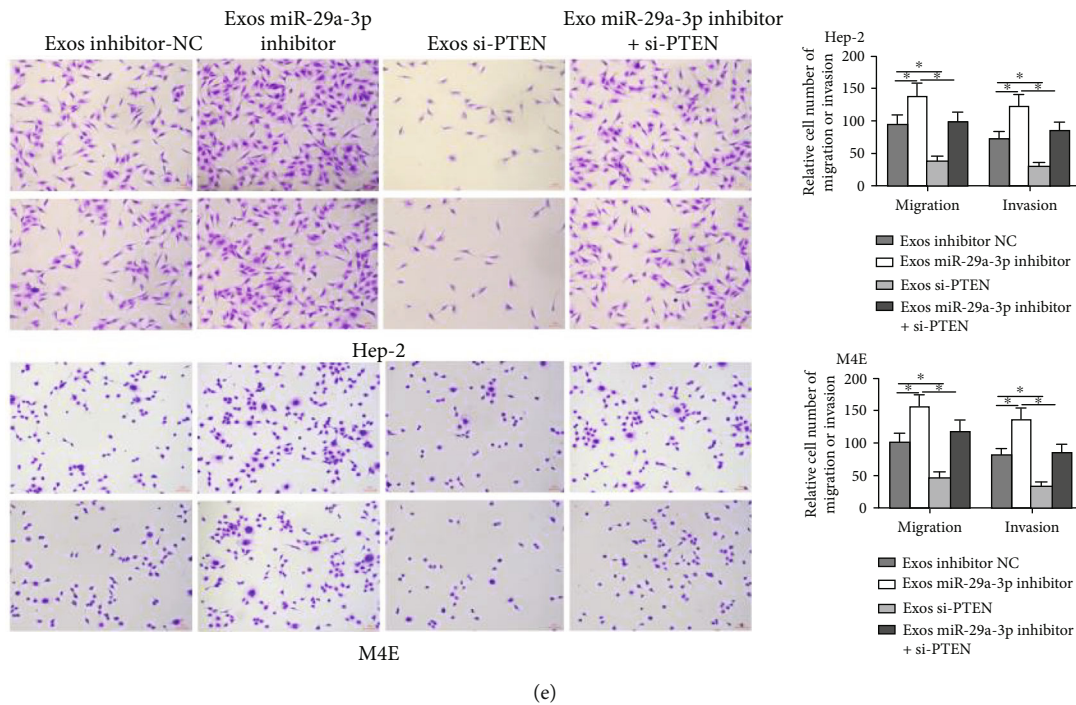 Exos inhibitor-NC
Exos miR-29a-3p
inhibitor
Exos si-PTEN
Exo miR-29a-3p inhibitor
+ si-PTEN
Hep-2
M4E
Hep-2
Relative cell number of
migration or invasion
200
150
100
50
0
* * *
* * *
Migration
Invasion
Exos inhibitor NC
Exos miR-29a-3p inhibitor
Exos si-PTEN
Exos miR-29a-3p inhibitor
+ si-PTEN
M4E
Relative cell number of
migration or invasion
200
150
100
50
0
* * *
* * *
Migration
Invasion
Exos inhibitor NC
Exos miR-29a-3p inhibitor
Exos si-PTEN
Exos miR-29a-3p inhibitor
+ si-PTEN
(e)